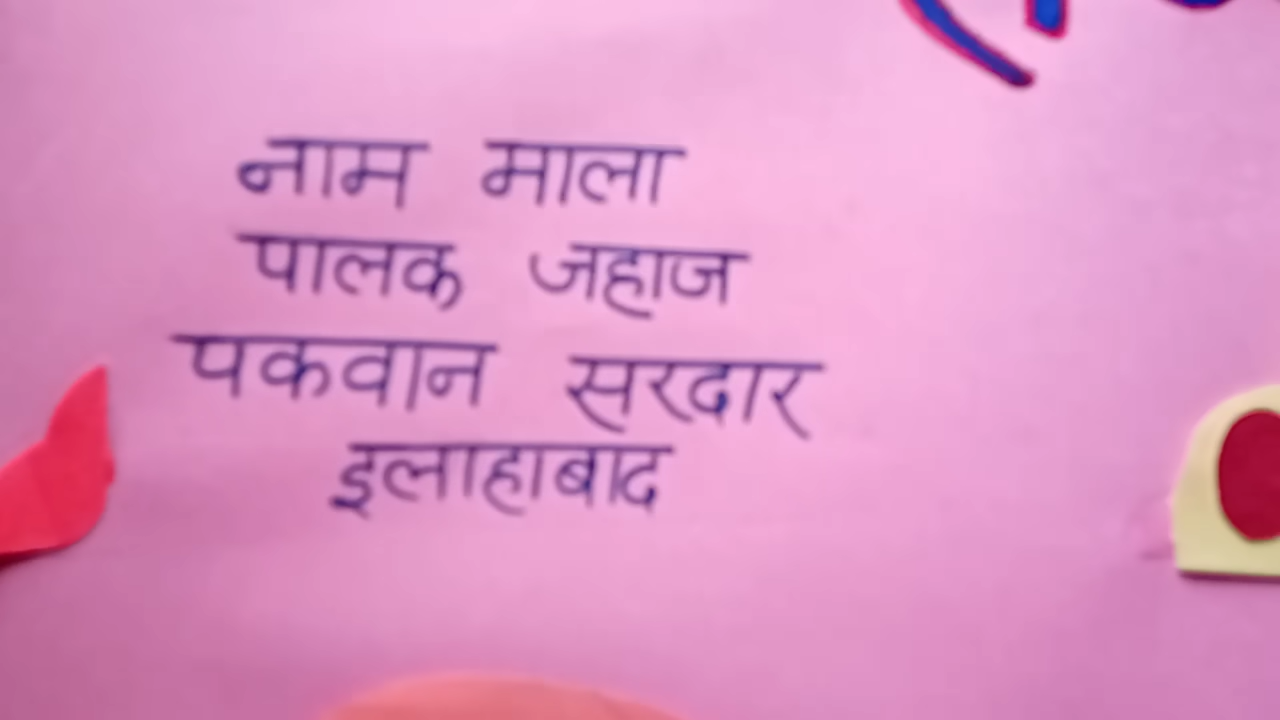 नाम माला
पालक जहाज
पकवान सरदार
इलाहाबाद